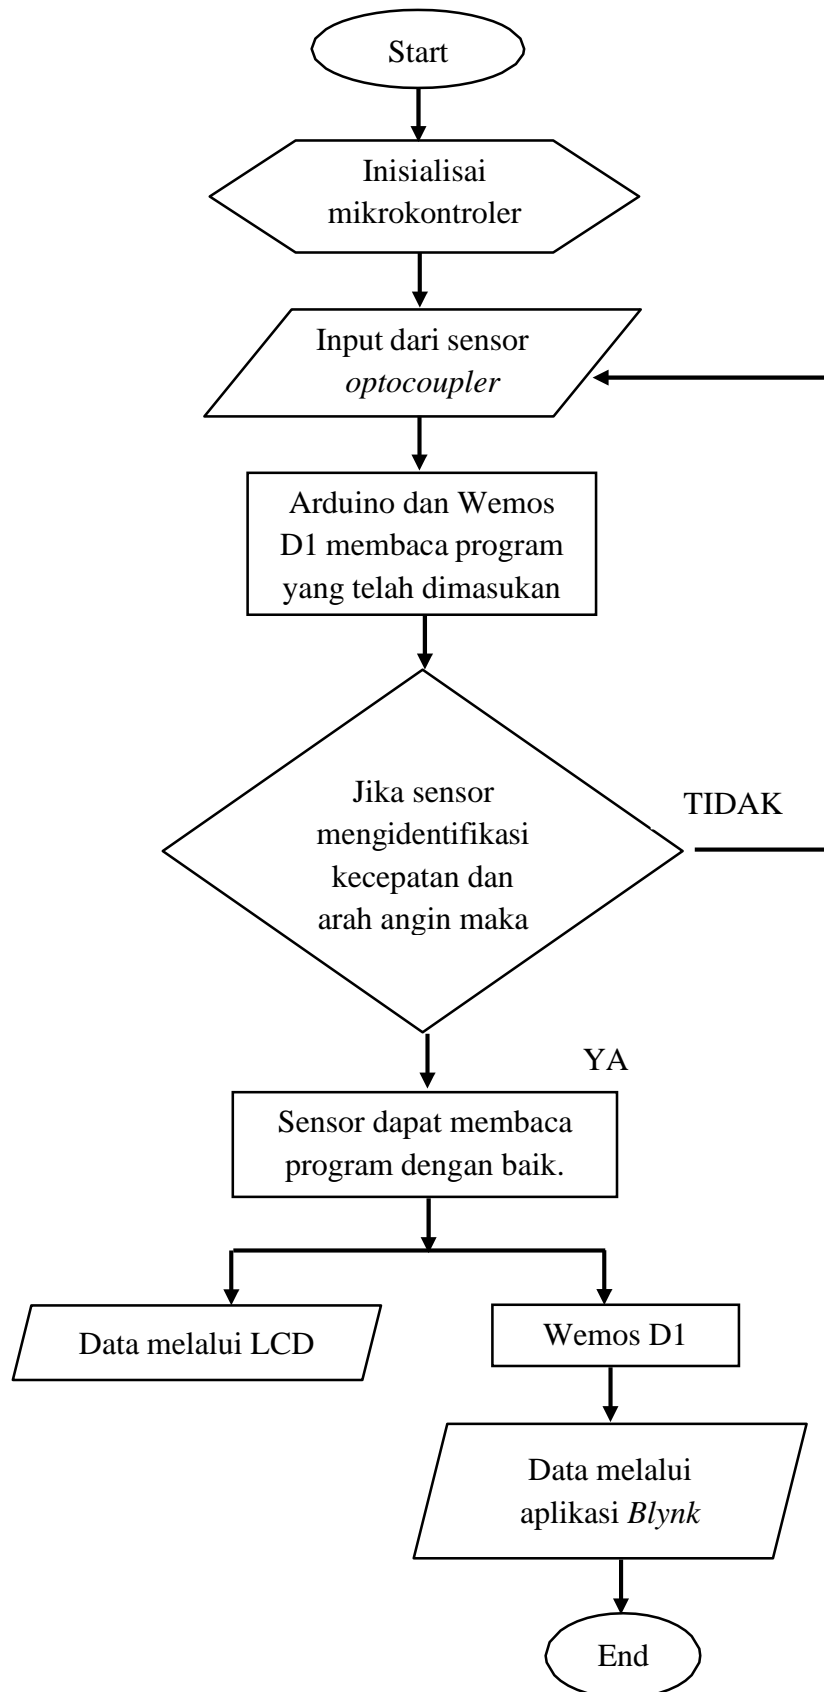 Start
Inisialisai
mikrokontroler
Input dari sensor
optocoupler
Arduino dan Wemos
D1 membaca program
yang telah dimasukan
Jika sensor
mengidentifikasi
kecepatan dan
arah angin maka
TIDAK
YA
Sensor dapat membaca
program dengan baik.
Data melalui LCD
Wemos D1
Data melalui
aplikasi Blynk
End